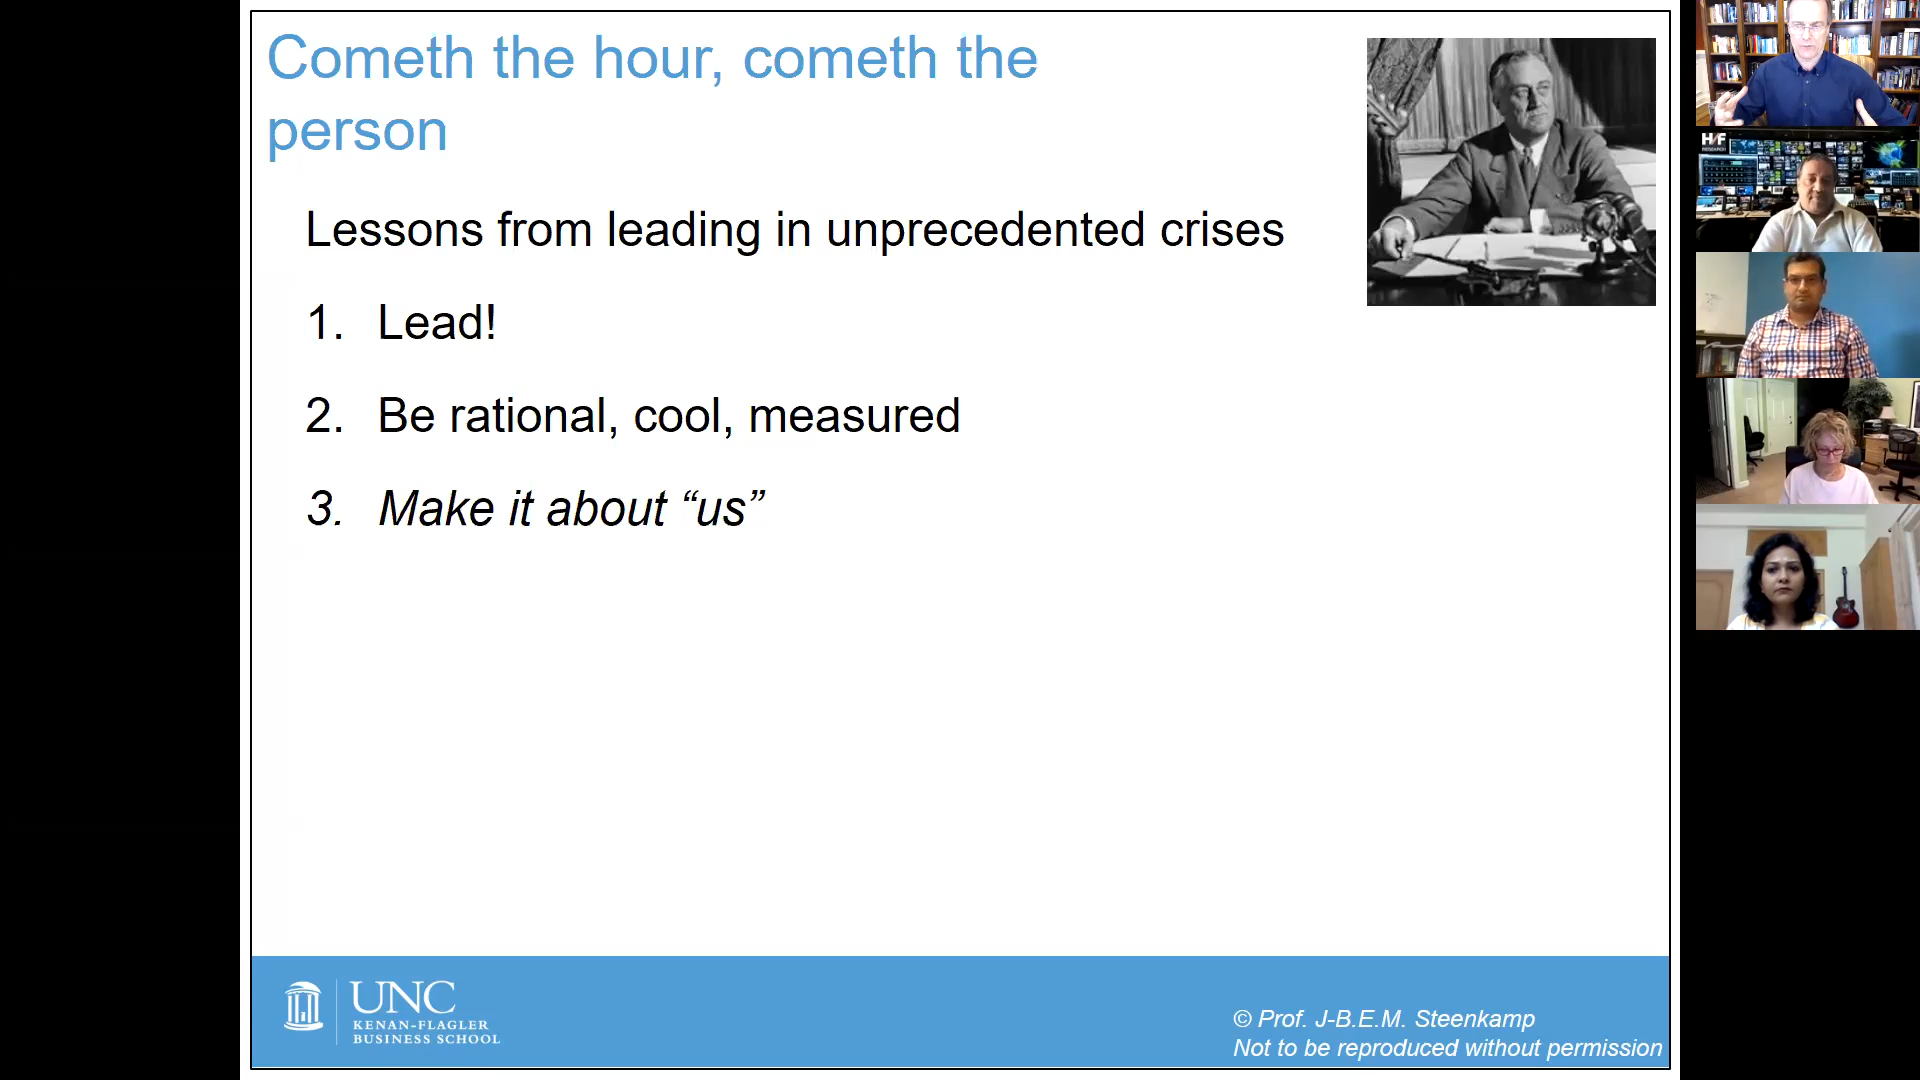 Cometh the hour, cometh the
person
Lessons from leading in unprecedented crises
1. Lead!
2. Be rational, cool, measured
3. Make it about “us”
UNC
KENAN-FLAGLER
BUSINESS SCHOOL
© Prof. J-B.E.M. Steenkamp
Not to be reproduced without permission
H/F
RESEARCH